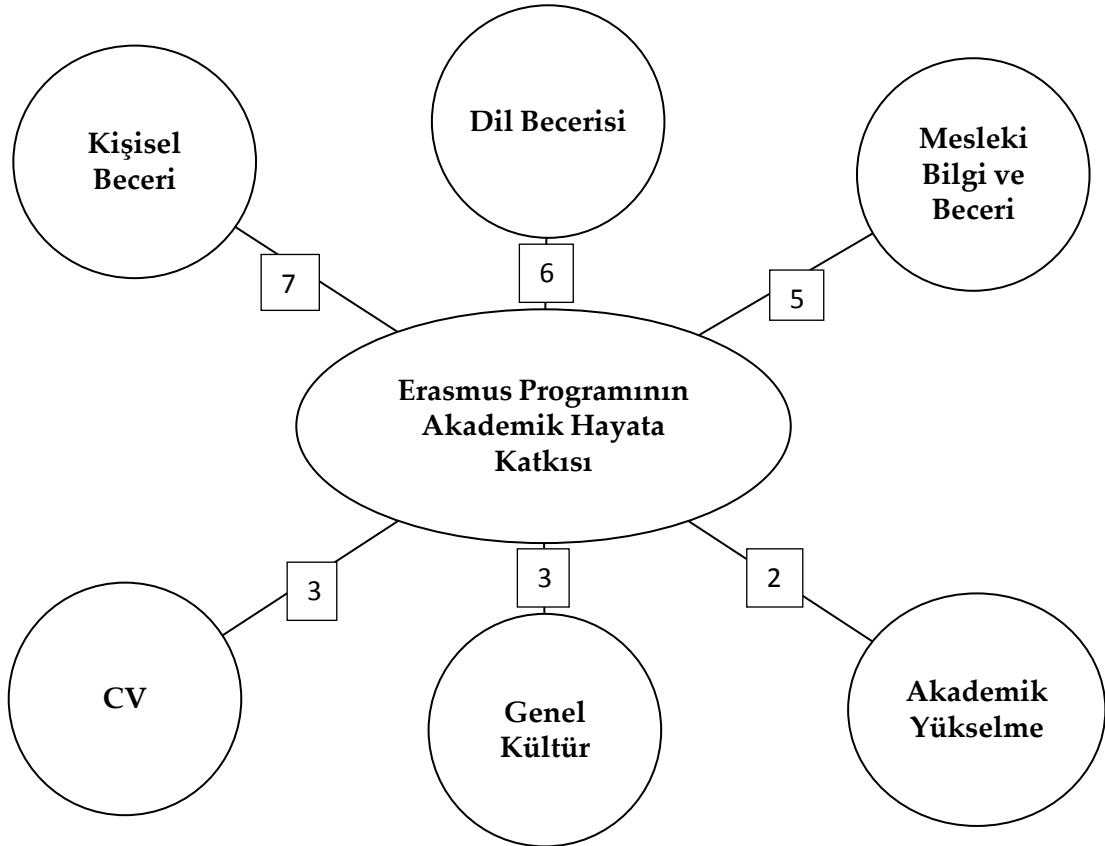 Kişisel
Beceri
Dil Becerisi
Mesleki
Bilgi ve
Beceri
7
6
5
Erasmus Programının
Akademik Hayata
Katkısı
3
3
2
CV
Genel
Kültür
Akademik
Yükselme